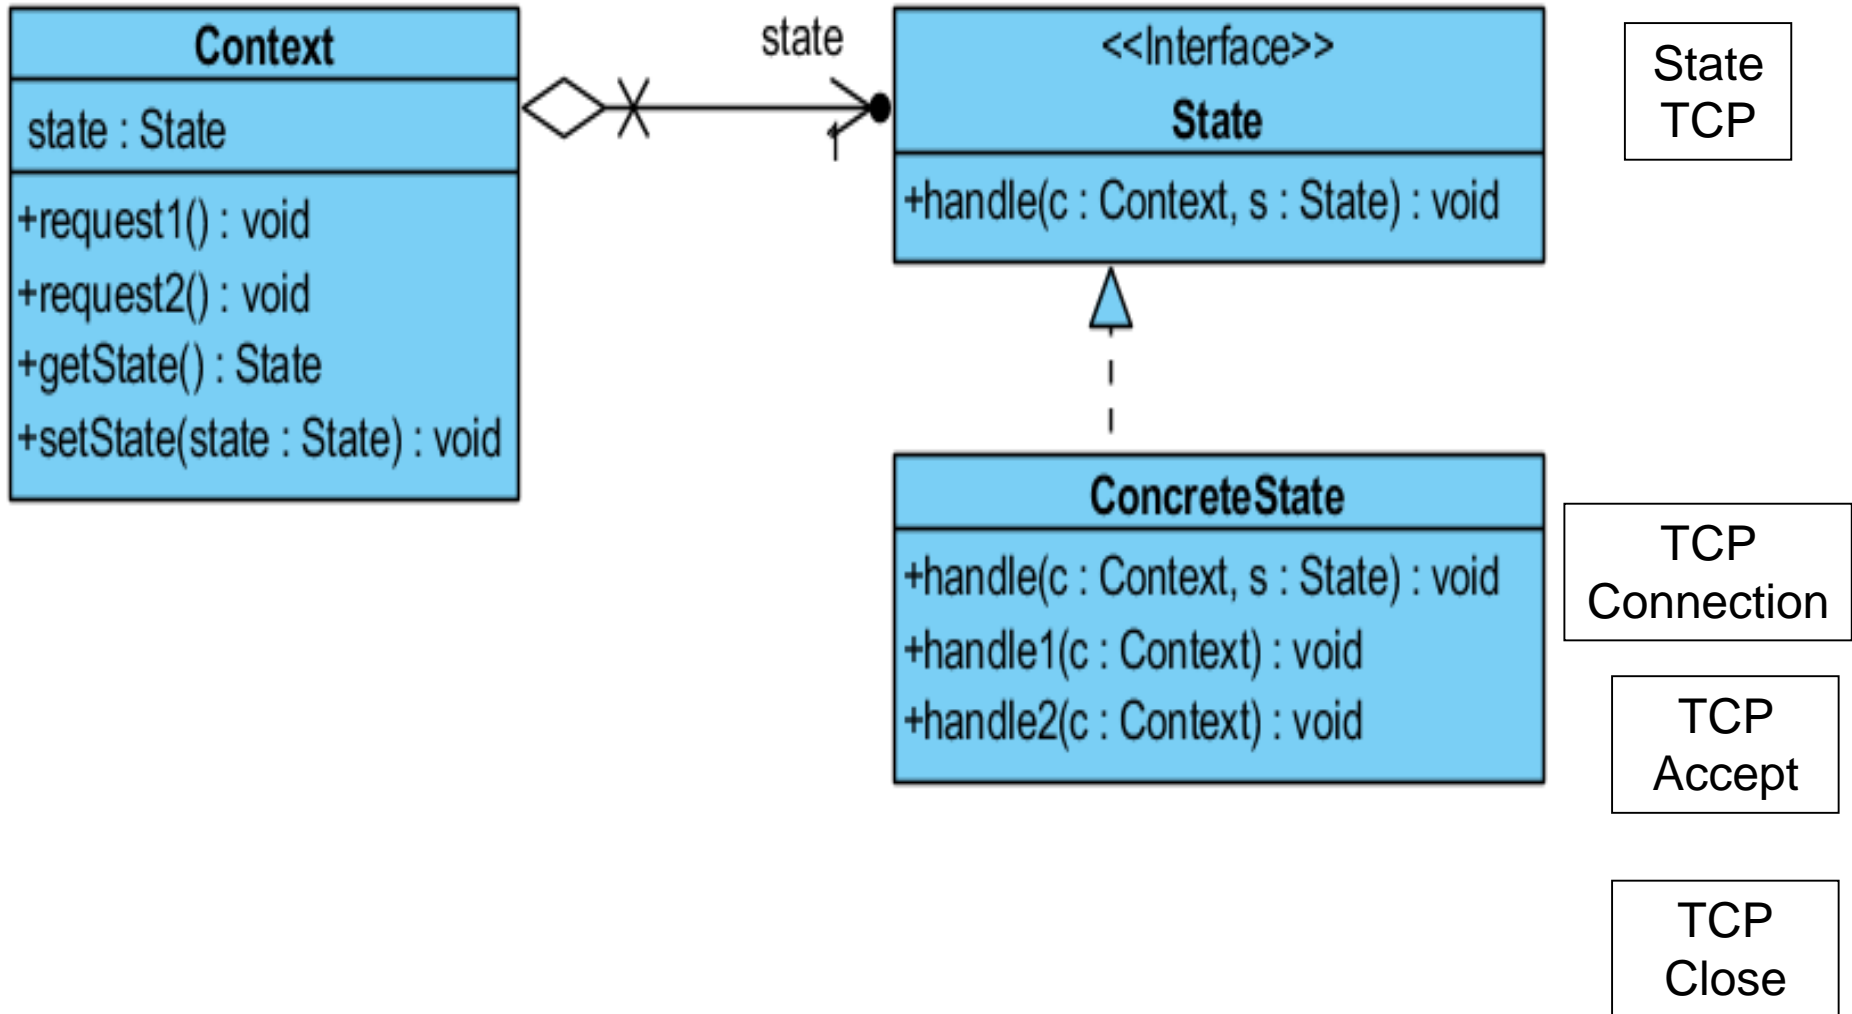 Context
state : State
+request1() : void
+request2() : void
+getState() : State
+setState(state : State) : void
state
1
<<Interface>>
State
+handle(c : Context, s : State) : void
ConcreteState
+handle(c : Context, s : State) : void
+handle1(c : Context) : void
+handle2(c : Context) : void
State
TCP
TCP
Connection
TCP
Accept
TCP
Close